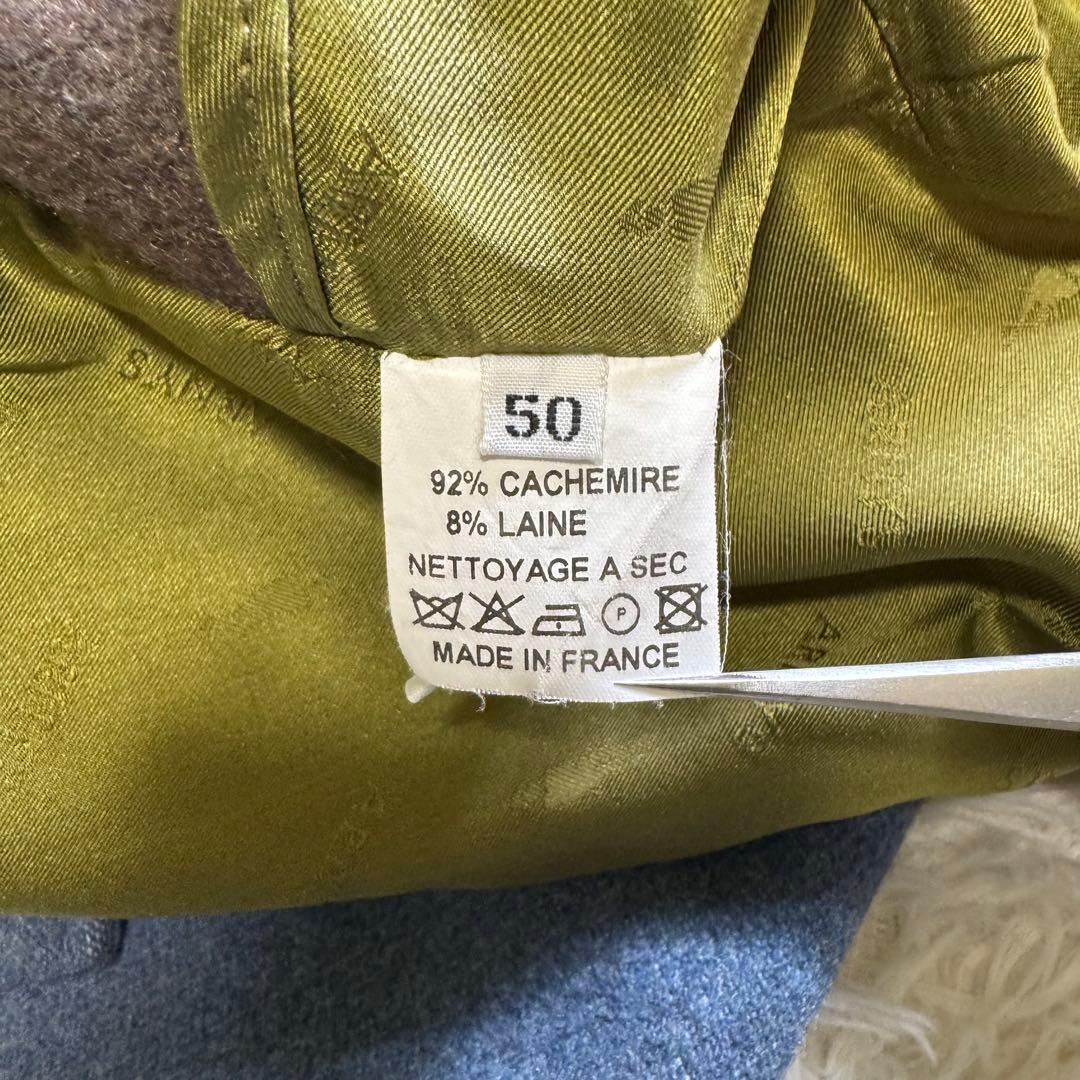 50
92% CACHEMIRE
8% LAINE
NETTOYAGE A SEC
P
MADE IN FRANCE